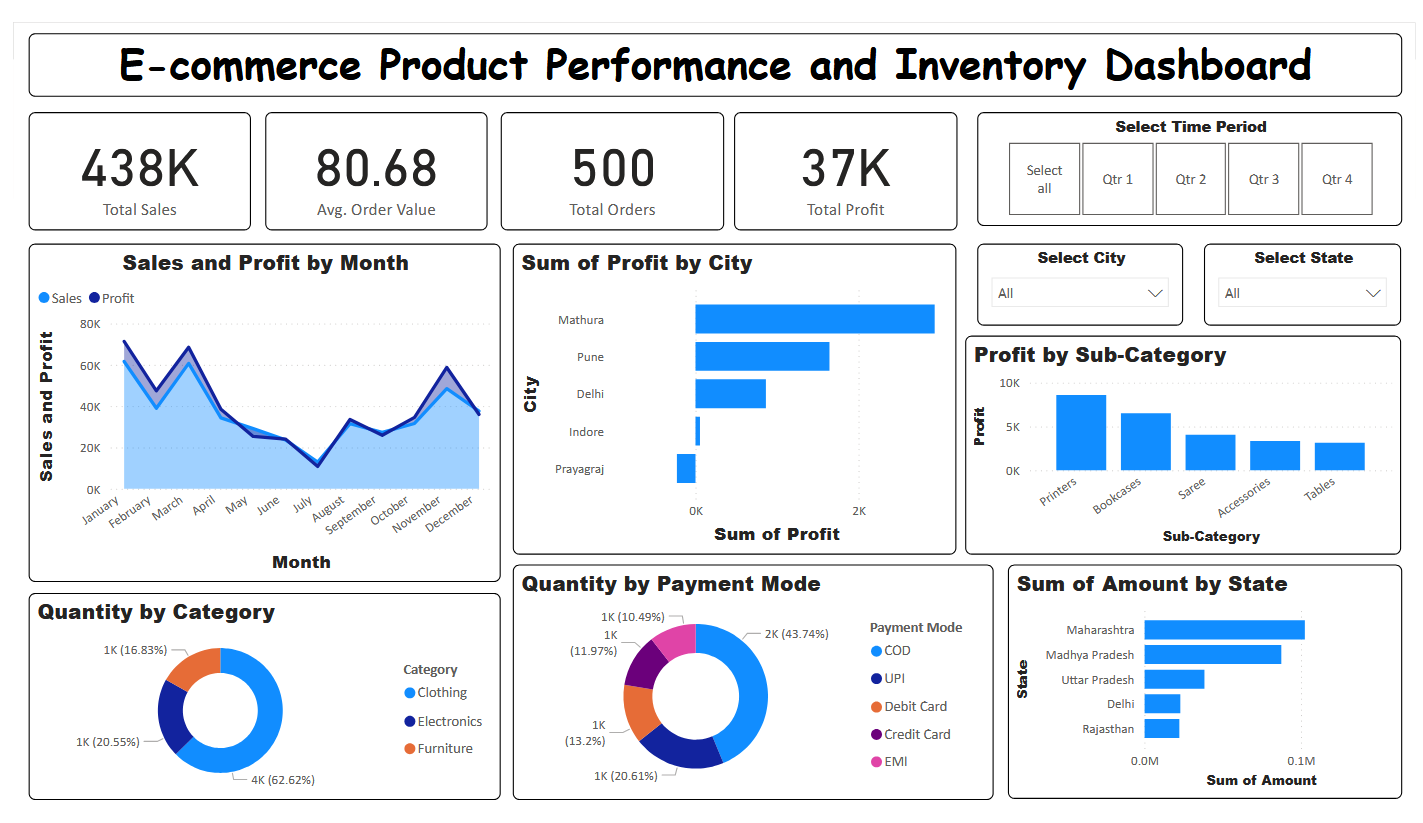 E-commerce Product Performance and Inventory Dashboard
438K
Total Sales
80.68
Avg. Order Value
500
Total Orders
37K
Total Profit
Select Time Period
Select
all
Qtr 1
Qtr 2
Qtr 3
Qtr 4
Sales and Profit by Month
Sales
Profit
Sales and Profit
80K
60K
40K
20K
0K
January
February
March
April
May
June
July
August
September
October
November
December
Month
Sum of Profit by City
City
Mathura
Pune
Delhi
Indore
Prayagraj
0K
2K
Sum of Profit
Select City
All
Select State
All
Profit by Sub-Category
Profit
10K
5K
0K
Printers
Bookcases
Saree
Accessories
Tables
Sub-Category
Quantity by Category
1K (16.83%)
1K (20.55%)
4K (62.62%)
Category
Clothing
Electronics
Furniture
Quantity by Payment Mode
1K (10.49%)
1K
(11.97%)
1K
(13.2%)
1K (20.61%)
2K (43.74%)
Payment Mode
COD
UPI
Debit Card
Credit Card
EMI
Sum of Amount by State
State
Maharashtra
Madhya Pradesh
Uttar Pradesh
Delhi
Rajasthan
0.0M
0.1M
Sum of Amount